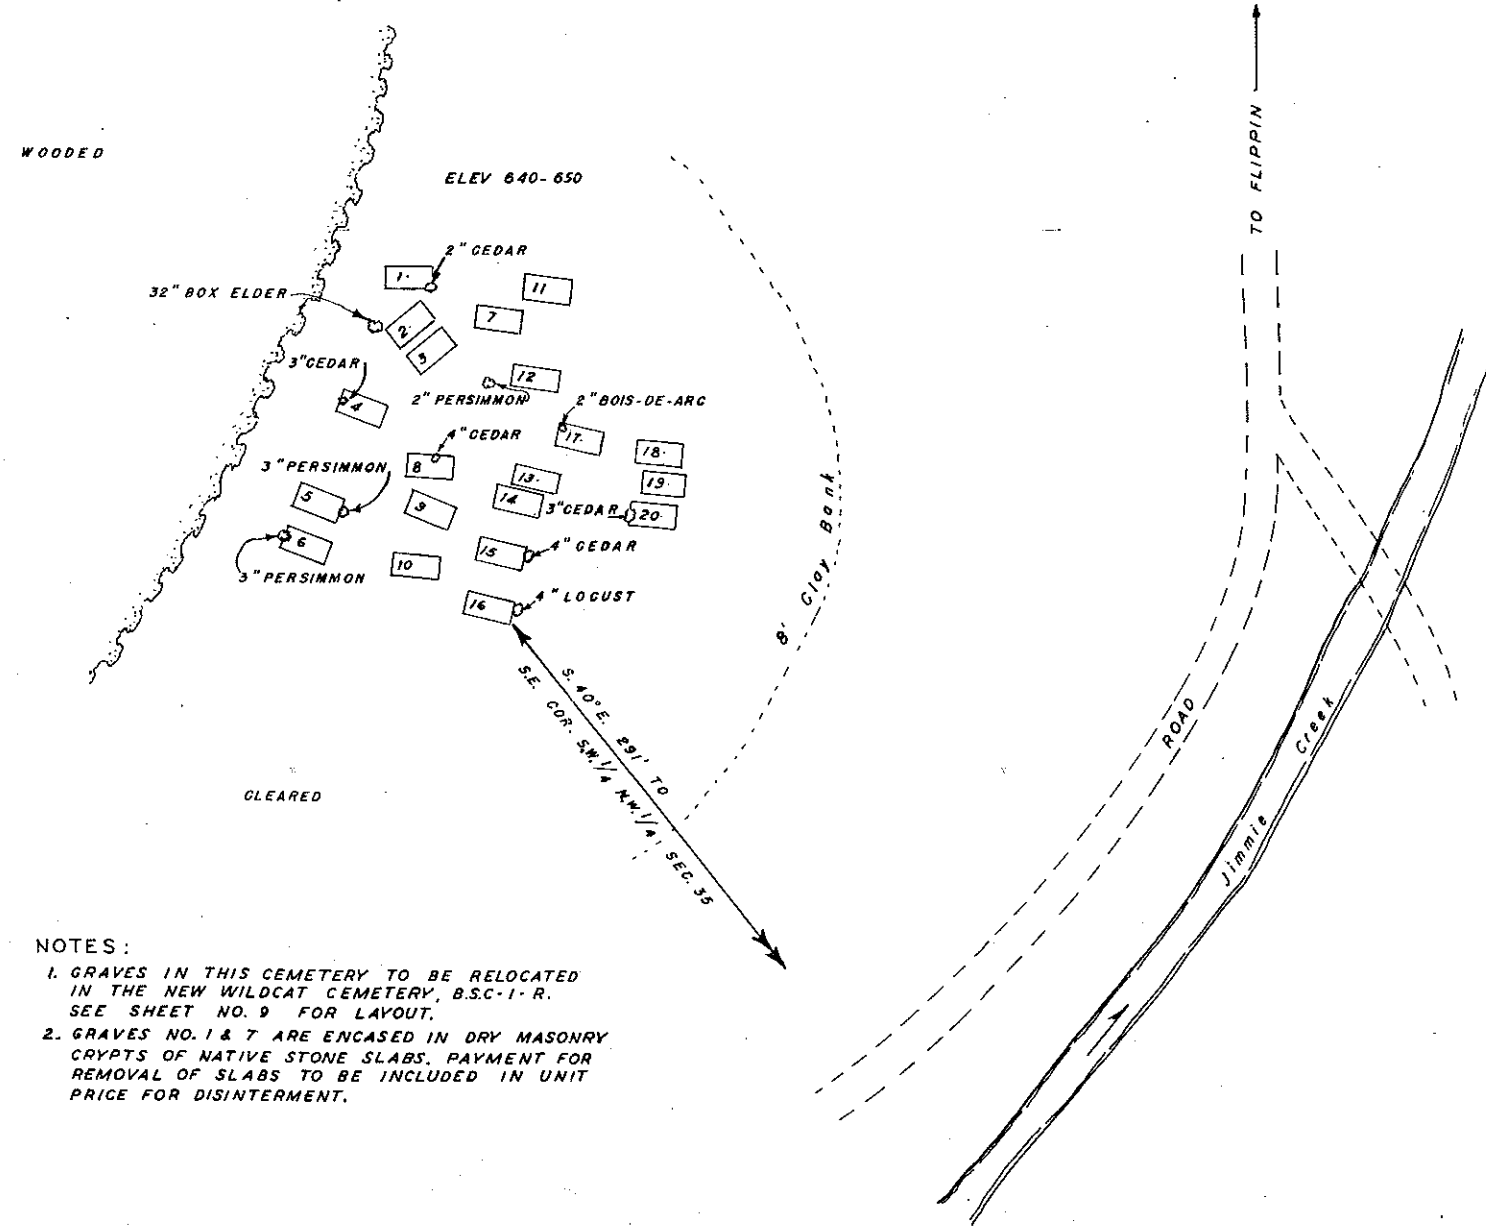 WOODED
ELEV 640-650
TO FLIPPIN
2" CEDAR
1.
11
32" BOX ELDER
2.
7
3
3" CEDAR
12
4
2" PERSIMMON
2" BOIS-DE-ARC
17.
4" CEDAR
18.
3" PERSIMMON
8
13.
19.
5
9
14
3" CEDAR
20.
6
15
4" CEDAR
10
3" PERSIMMON
16
4" LOCUST
8' Clay Bank
S. 40° E. 291' TO
S.E. COR. S.W. 1/4 N.W. 1/4, SEC. 35
ROAD
Jimmie Creek
CLEARED
NOTES:
1. GRAVES IN THIS CEMETERY TO BE RELOCATED
IN THE NEW WILDCAT CEMETERY, B.S.C-1-R.
SEE SHEET NO. 9 FOR LAYOUT.
2. GRAVES NO. 1 & 7 ARE ENCASED IN DRY MASONRY
CRYPTS OF NATIVE STONE SLABS. PAYMENT FOR
REMOVAL OF SLABS TO BE INCLUDED IN UNIT
PRICE FOR DISINTERMENT.